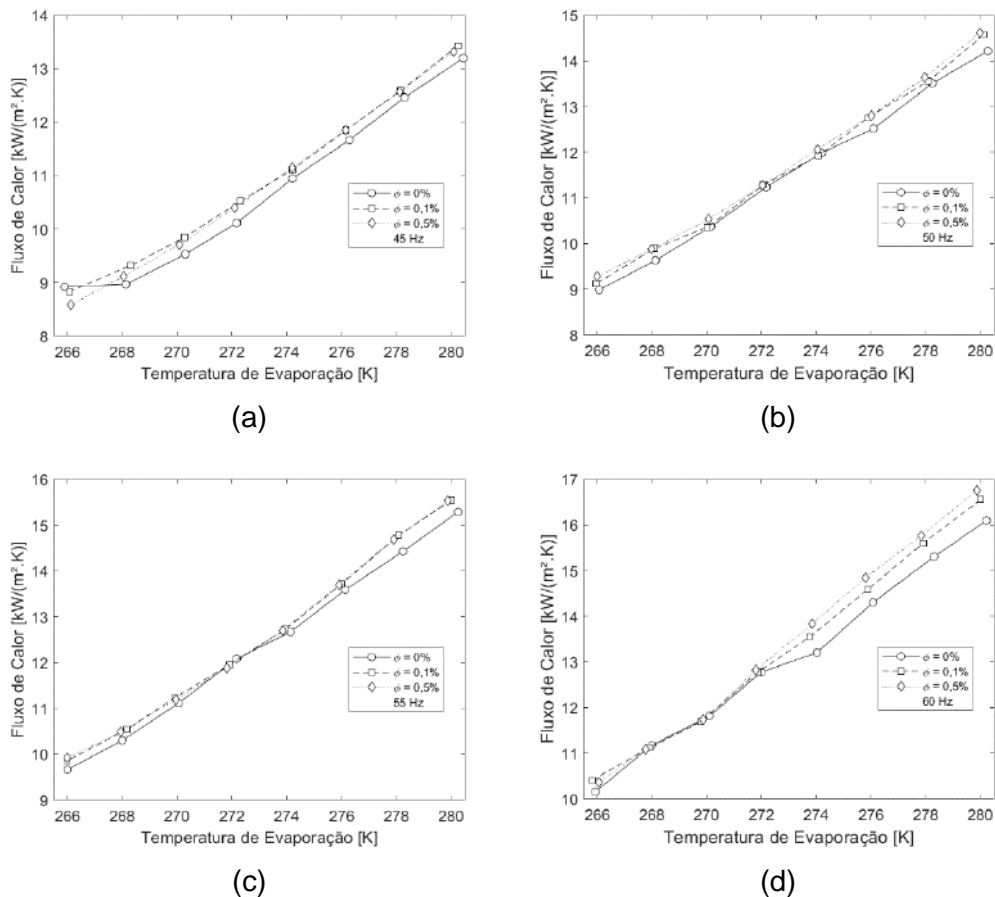 14
13
12
11
10
9
8
Fluxo de Calor [kW/(m².K)]
266 268 270 272 274 276 278 280
Temperatura de Evaporação [K]
ϕ = 0%
ϕ = 0,1%
ϕ = 0,5%
45 Hz
(a)
15
14
13
12
11
10
9
8
Fluxo de Calor [kW/(m².K)]
266 268 270 272 274 276 278 280
Temperatura de Evaporação [K]
ϕ = 0%
ϕ = 0,1%
ϕ = 0,5%
50 Hz
(b)
16
15
14
13
12
11
10
9
Fluxo de Calor [kW/(m².K)]
266 268 270 272 274 276 278 280
Temperatura de Evaporação [K]
ϕ = 0%
ϕ = 0,1%
ϕ = 0,5%
55 Hz
(c)
17
16
15
14
13
12
11
10
Fluxo de Calor [kW/(m².K)]
266 268 270 272 274 276 278 280
Temperatura de Evaporação [K]
ϕ = 0%
ϕ = 0,1%
ϕ = 0,5%
60 Hz
(d)